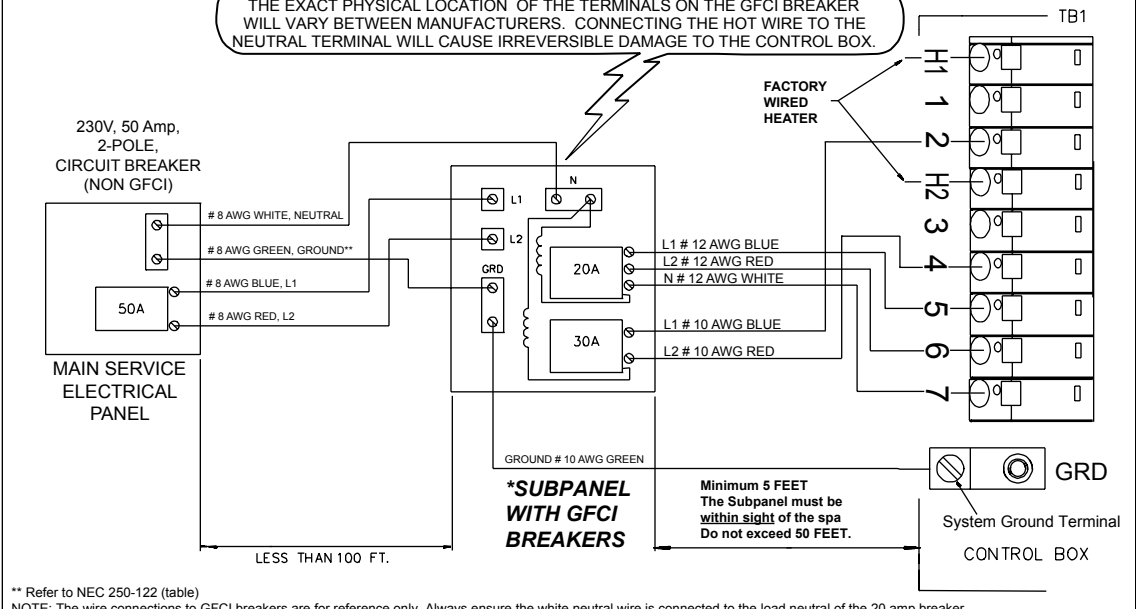 THE EXACT PHYSICAL LOCATION OF THE TERMINALS ON THE GFCI BREAKER
WILL VARY BETWEEN MANUFACTURERS. CONNECTING THE HOT WIRE TO THE
NEUTRAL TERMINAL WILL CAUSE IRREVERSIBLE DAMAGE TO THE CONTROL BOX.
TB1
FACTORY
WIRED
HEATER
H1
1
2
H2
3
4
5
6
7
230V, 50 Amp,
2-POLE,
CIRCUIT BREAKER
(NON GFCI)
# 8 AWG WHITE, NEUTRAL
# 8 AWG GREEN, GROUND**
# 8 AWG BLUE, L1
# 8 AWG RED, L2
50A
MAIN SERVICE
ELECTRICAL
PANEL
L1
N
L2
GRD
20A
30A
L1 # 12 AWG BLUE
L2 # 12 AWG RED
N # 12 AWG WHITE
L1 # 10 AWG BLUE
L2 # 10 AWG RED
GROUND # 10 AWG GREEN
*SUBPANEL
WITH GFCI
BREAKERS
Minimum 5 FEET
The Subpanel must be
within sight of the spa
Do not exceed 50 FEET.
GRD
System Ground Terminal
CONTROL BOX
LESS THAN 100 FT.
** Refer to NEC 250-122 (table)
NOTE: The wire connections to GFCI breakers are for reference only. Always ensure the white neutral wire is connected to the load neutral of the 20 amp breaker